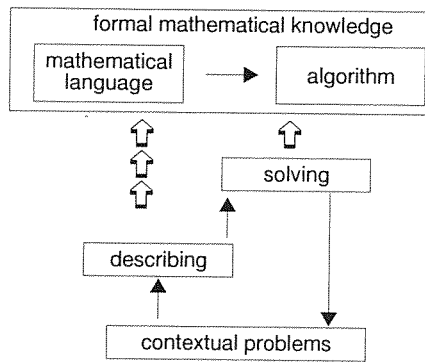 formal mathematical knowledge
mathematical
language
algorithm
solving
describing
contextual problems